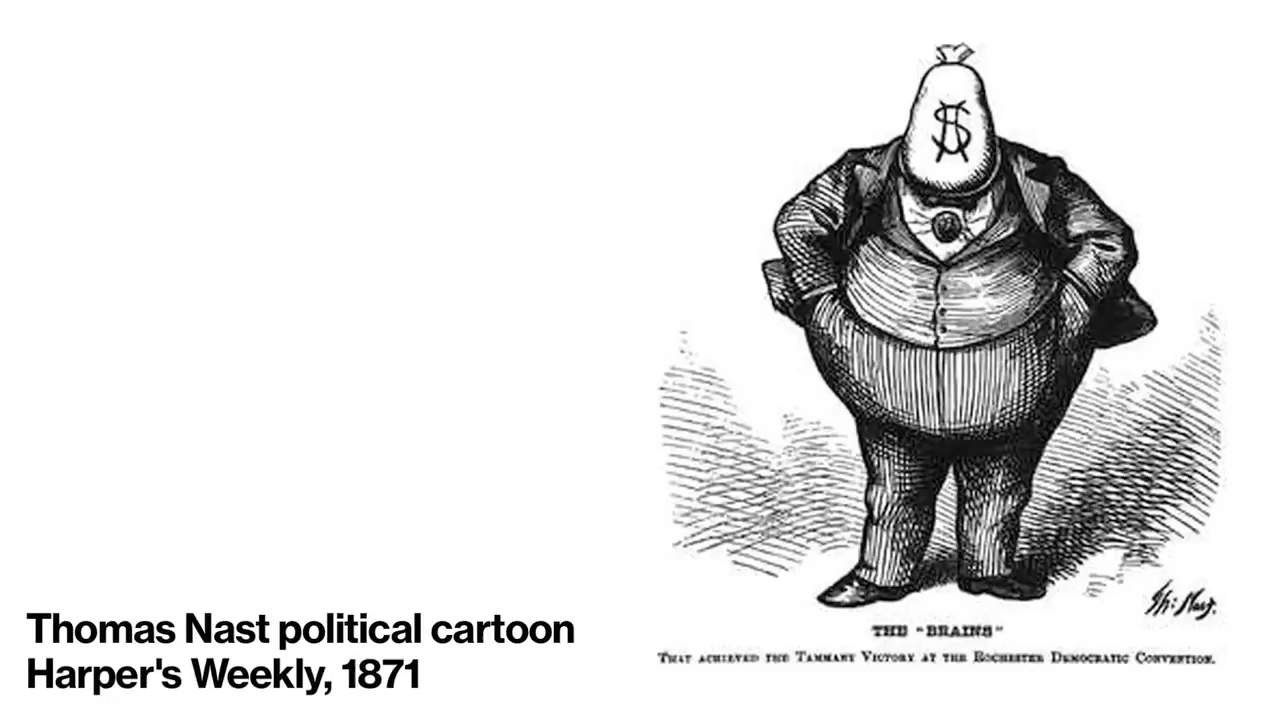 $
Th: Nast.
THE "BRAINS"
THAT ACHIEVED THE TAMMANY VICTORY AT THE ROCHESTER DEMOCRATIC CONVENTION.
Thomas Nast political cartoon
Harper's Weekly, 1871